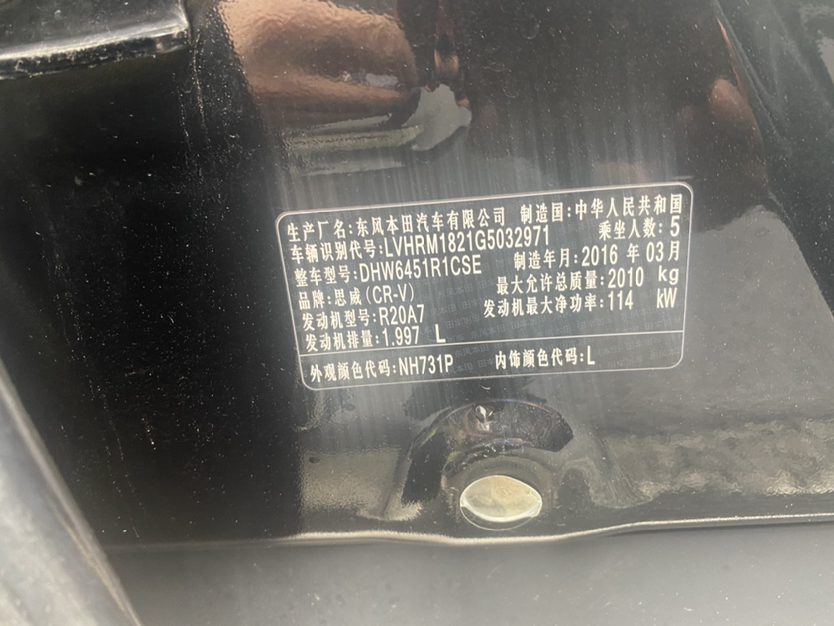 生产厂名:东风本田汽车有限公司 制造国:中华人民共和国
车辆识别代号:LVHRM1821G5032971 乘坐人数:5
整车型号:DHW6451R1CSE 制造年月:2016 年 03月
品牌:思威(CR-V) 最大允许总质量:2010 kg
发动机型号:R20A7 发动机最大净功率:114 kW
发动机排量:1.997 L
外观颜色代码:NH731P 内饰颜色代码:L